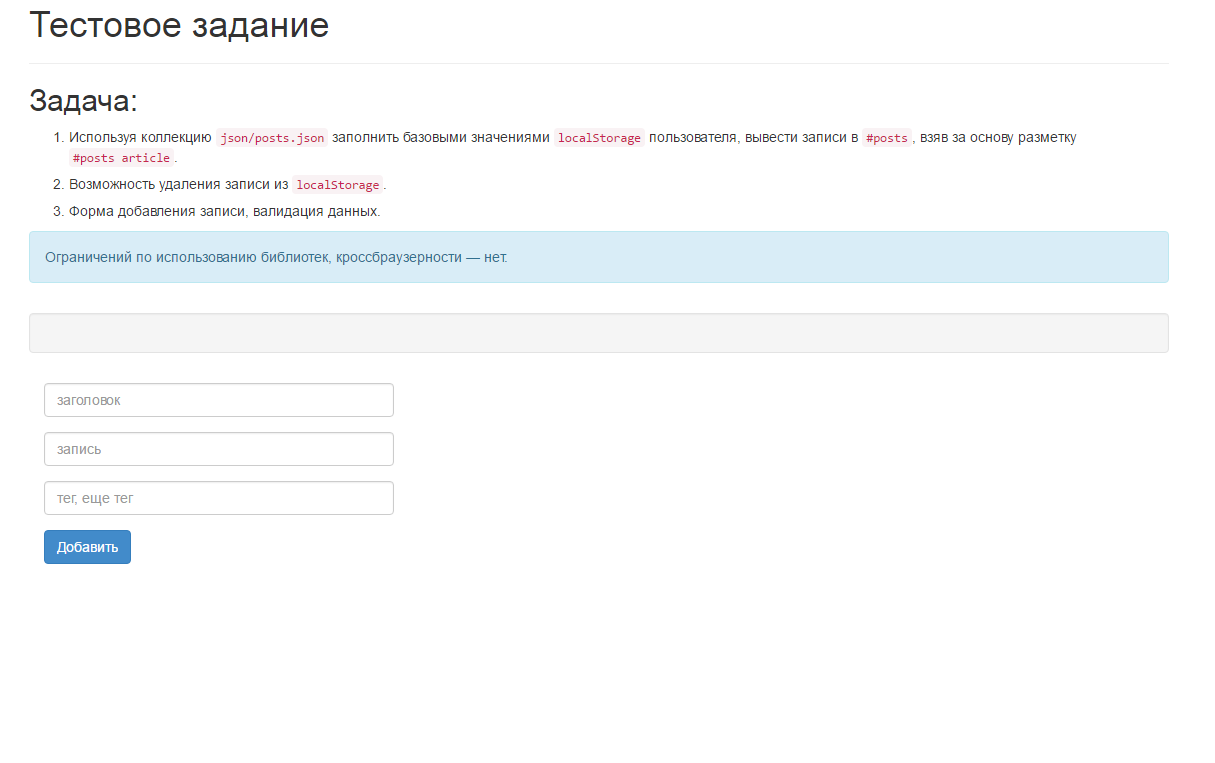 Тестовое задание
Задача:
1. Используя коллекцию json/posts.json заполнить базовыми значениями localStorage пользователя, вывести записи в #posts, взяв за основу разметку
#posts article.
2. Возможность удаления записи из localStorage.
3. Форма добавления записи, валидация данных.
Ограничений по использованию библиотек, кроссбраузерности — нет.
заголовок
запись
тег, еще тег
Добавить